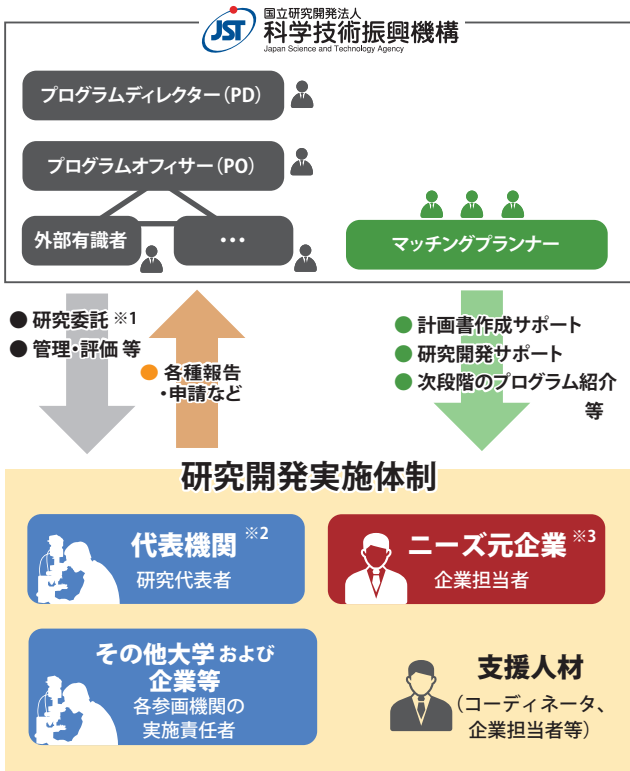 JST
国立研究開発法人
科学技術振興機構
Japan Science and Technology Agency
プログラムディレクター(PD)
プログラムオフィサー(PO)
外部有識者
・・・
マッチングプランナー
● 研究委託 ※1
● 管理・評価 等
● 各種報告
・申請など
● 計画書作成サポート
● 研究開発サポート
● 次段階のプログラム紹介
等
研究開発実施体制
代表機関 ※2
研究代表者
ニーズ元企業 ※3
企業担当者
その他大学 および
企業等
各参画機関の
実施責任者
支援人材
(コーディネータ、
企業担当者等)